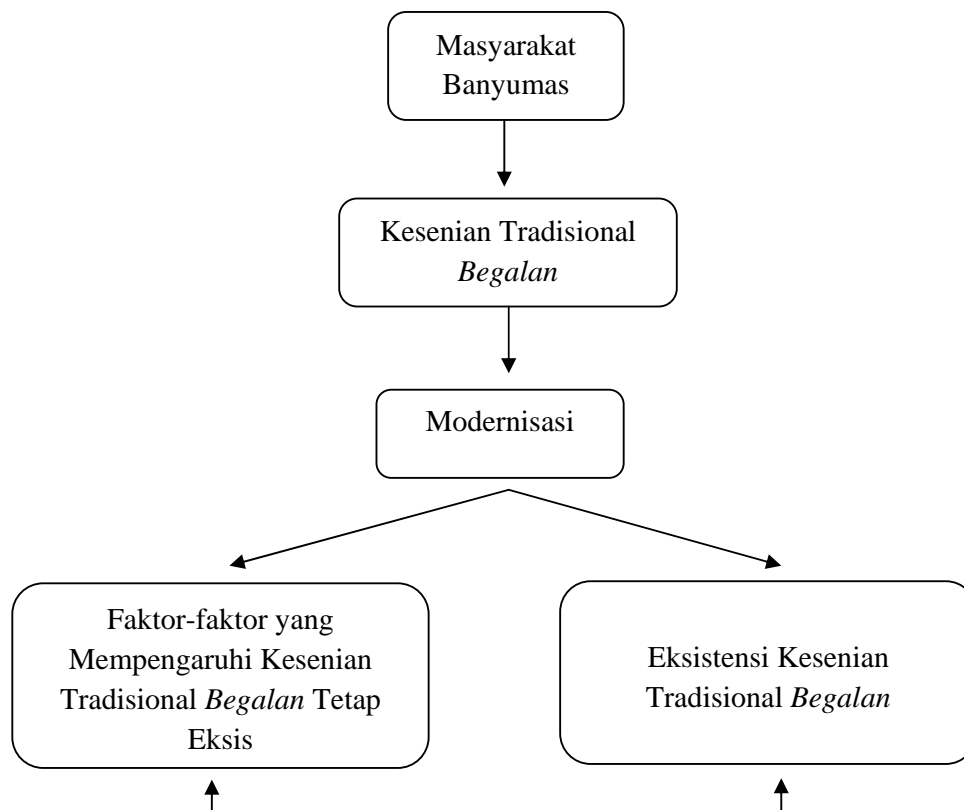 Masyarakat
Banyumas
Kesenian Tradisional
Begalan
Modernisasi
Faktor-faktor yang
Mempengaruhi Kesenian
Tradisional Begalan Tetap
Eksis
Eksistensi Kesenian
Tradisional Begalan